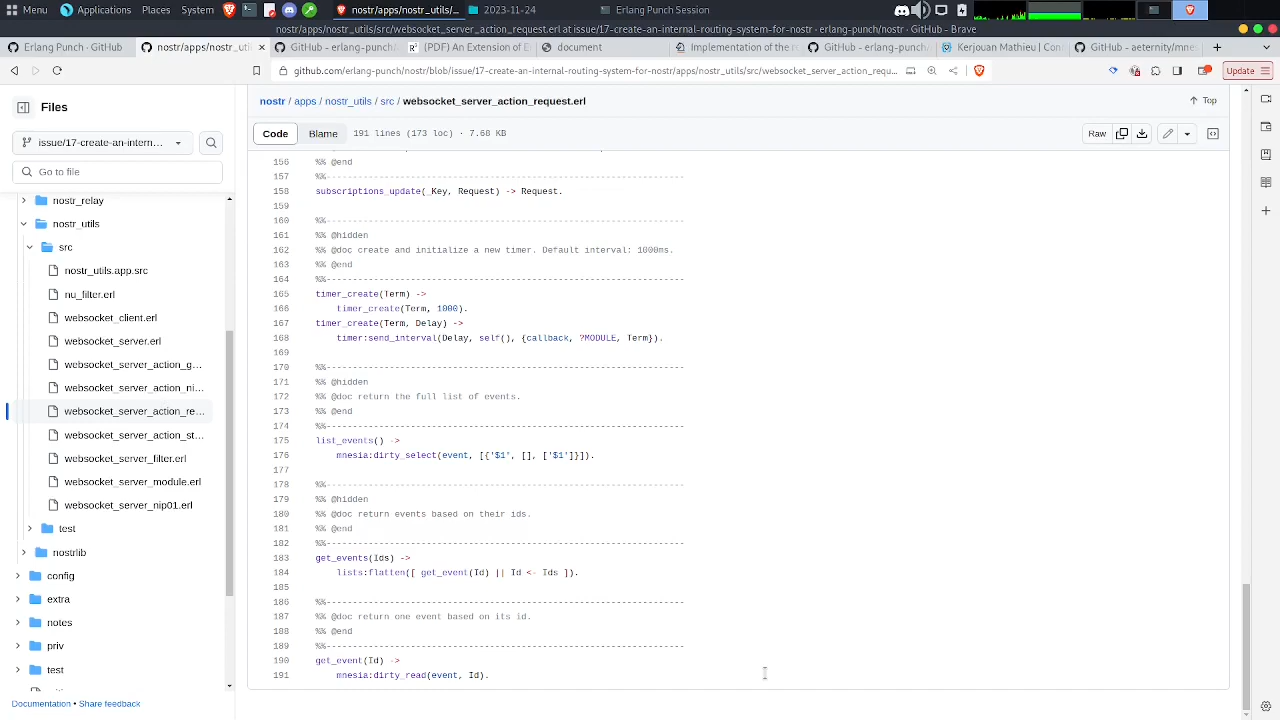 Menu Applications Places System nostr/apps/nostr_utils/... 2023-11-24 Erlang Punch Session
nostr/apps/nostr_utils/src/websocket_server_action_request.erl at issue/17-create-an-internal-routing-system-for-nostr · erlang-punch/nostr · GitHub - Brave
Erlang Punch · GitHub nostr/apps/nostr_uti GitHub - erlang-punch/ (PDF) An Extension of E document Implementation of the GitHub - erlang-punch/ Kerjouan Mathieu | Con GitHub - aeternity/mne
github.com/erlang-punch/nostr/blob/issue/17-create-an-internal-routing-system-for-nostr/apps/nostr_utils/src/websocket_server_action_requ... Update
Files
issue/17-create-an-intern...
Go to file
nostr_relay
nostr_utils
src
nostr_utils.app.src
nu_filter.erl
websocket_client.erl
websocket_server.erl
websocket_server_action_g...
websocket_server_action_ni...
websocket_server_action_re...
websocket_server_action_st...
websocket_server_filter.erl
websocket_server_module.erl
websocket_server_nip01.erl
test
nostrlib
config
extra
notes
priv
test
Documentation • Share feedback
nostr / apps / nostr_utils / src / websocket_server_action_request.erl
Top
Code Blame 191 lines (173 loc) · 7.68 KB Raw
156 %% @end
157 %%--------------------------------------------------------------------
158 subscriptions_update(_Key, Request) -> Request.
159
160 %%--------------------------------------------------------------------
161 %% @hidden
162 %% @doc create and initialize a new timer. Default interval: 1000ms.
163 %% @end
164 %%--------------------------------------------------------------------
165 timer_create(Term) ->
166 timer_create(Term, 1000).
167 timer_create(Term, Delay) ->
168 timer:send_interval(Delay, self(), {callback, ?MODULE, Term}).
169
170 %%--------------------------------------------------------------------
171 %% @hidden
172 %% @doc return the full list of events.
173 %% @end
174 %%--------------------------------------------------------------------
175 list_events() ->
176 mnesia:dirty_select(event, [{'$1', [], ['$1']}]).
177
178 %%--------------------------------------------------------------------
179 %% @hidden
180 %% @doc return events based on their ids.
181 %% @end
182 %%--------------------------------------------------------------------
183 get_events(Ids) ->
184 lists:flatten([ get_event(Id) || Id <- Ids ]).
185
186 %%--------------------------------------------------------------------
187 %% @doc return one event based on its id.
188 %% @end
189 %%--------------------------------------------------------------------
190 get_event(Id) ->
191 mnesia:dirty_read(event, Id).